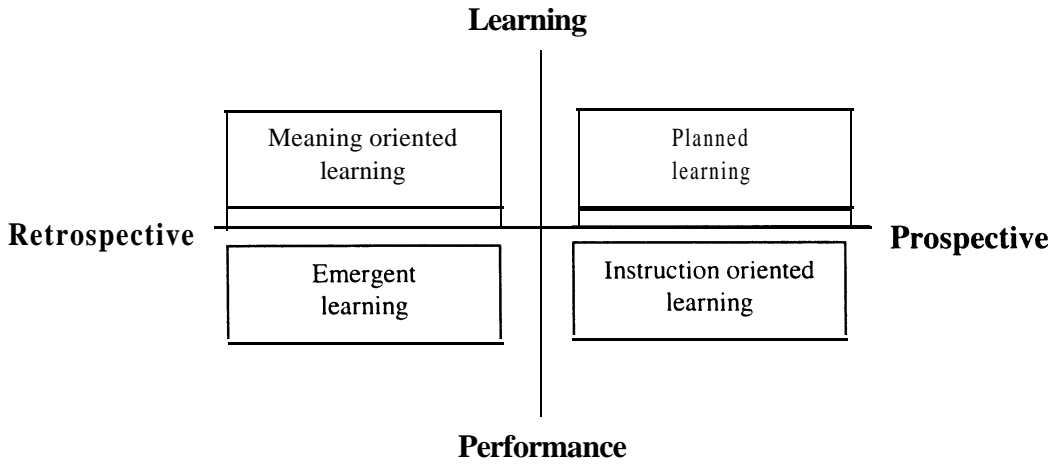 Learning
Meaning oriented
learning
Planned
learning
Retrospective
Prospective
Emergent
learning
Instruction oriented
learning
Performance